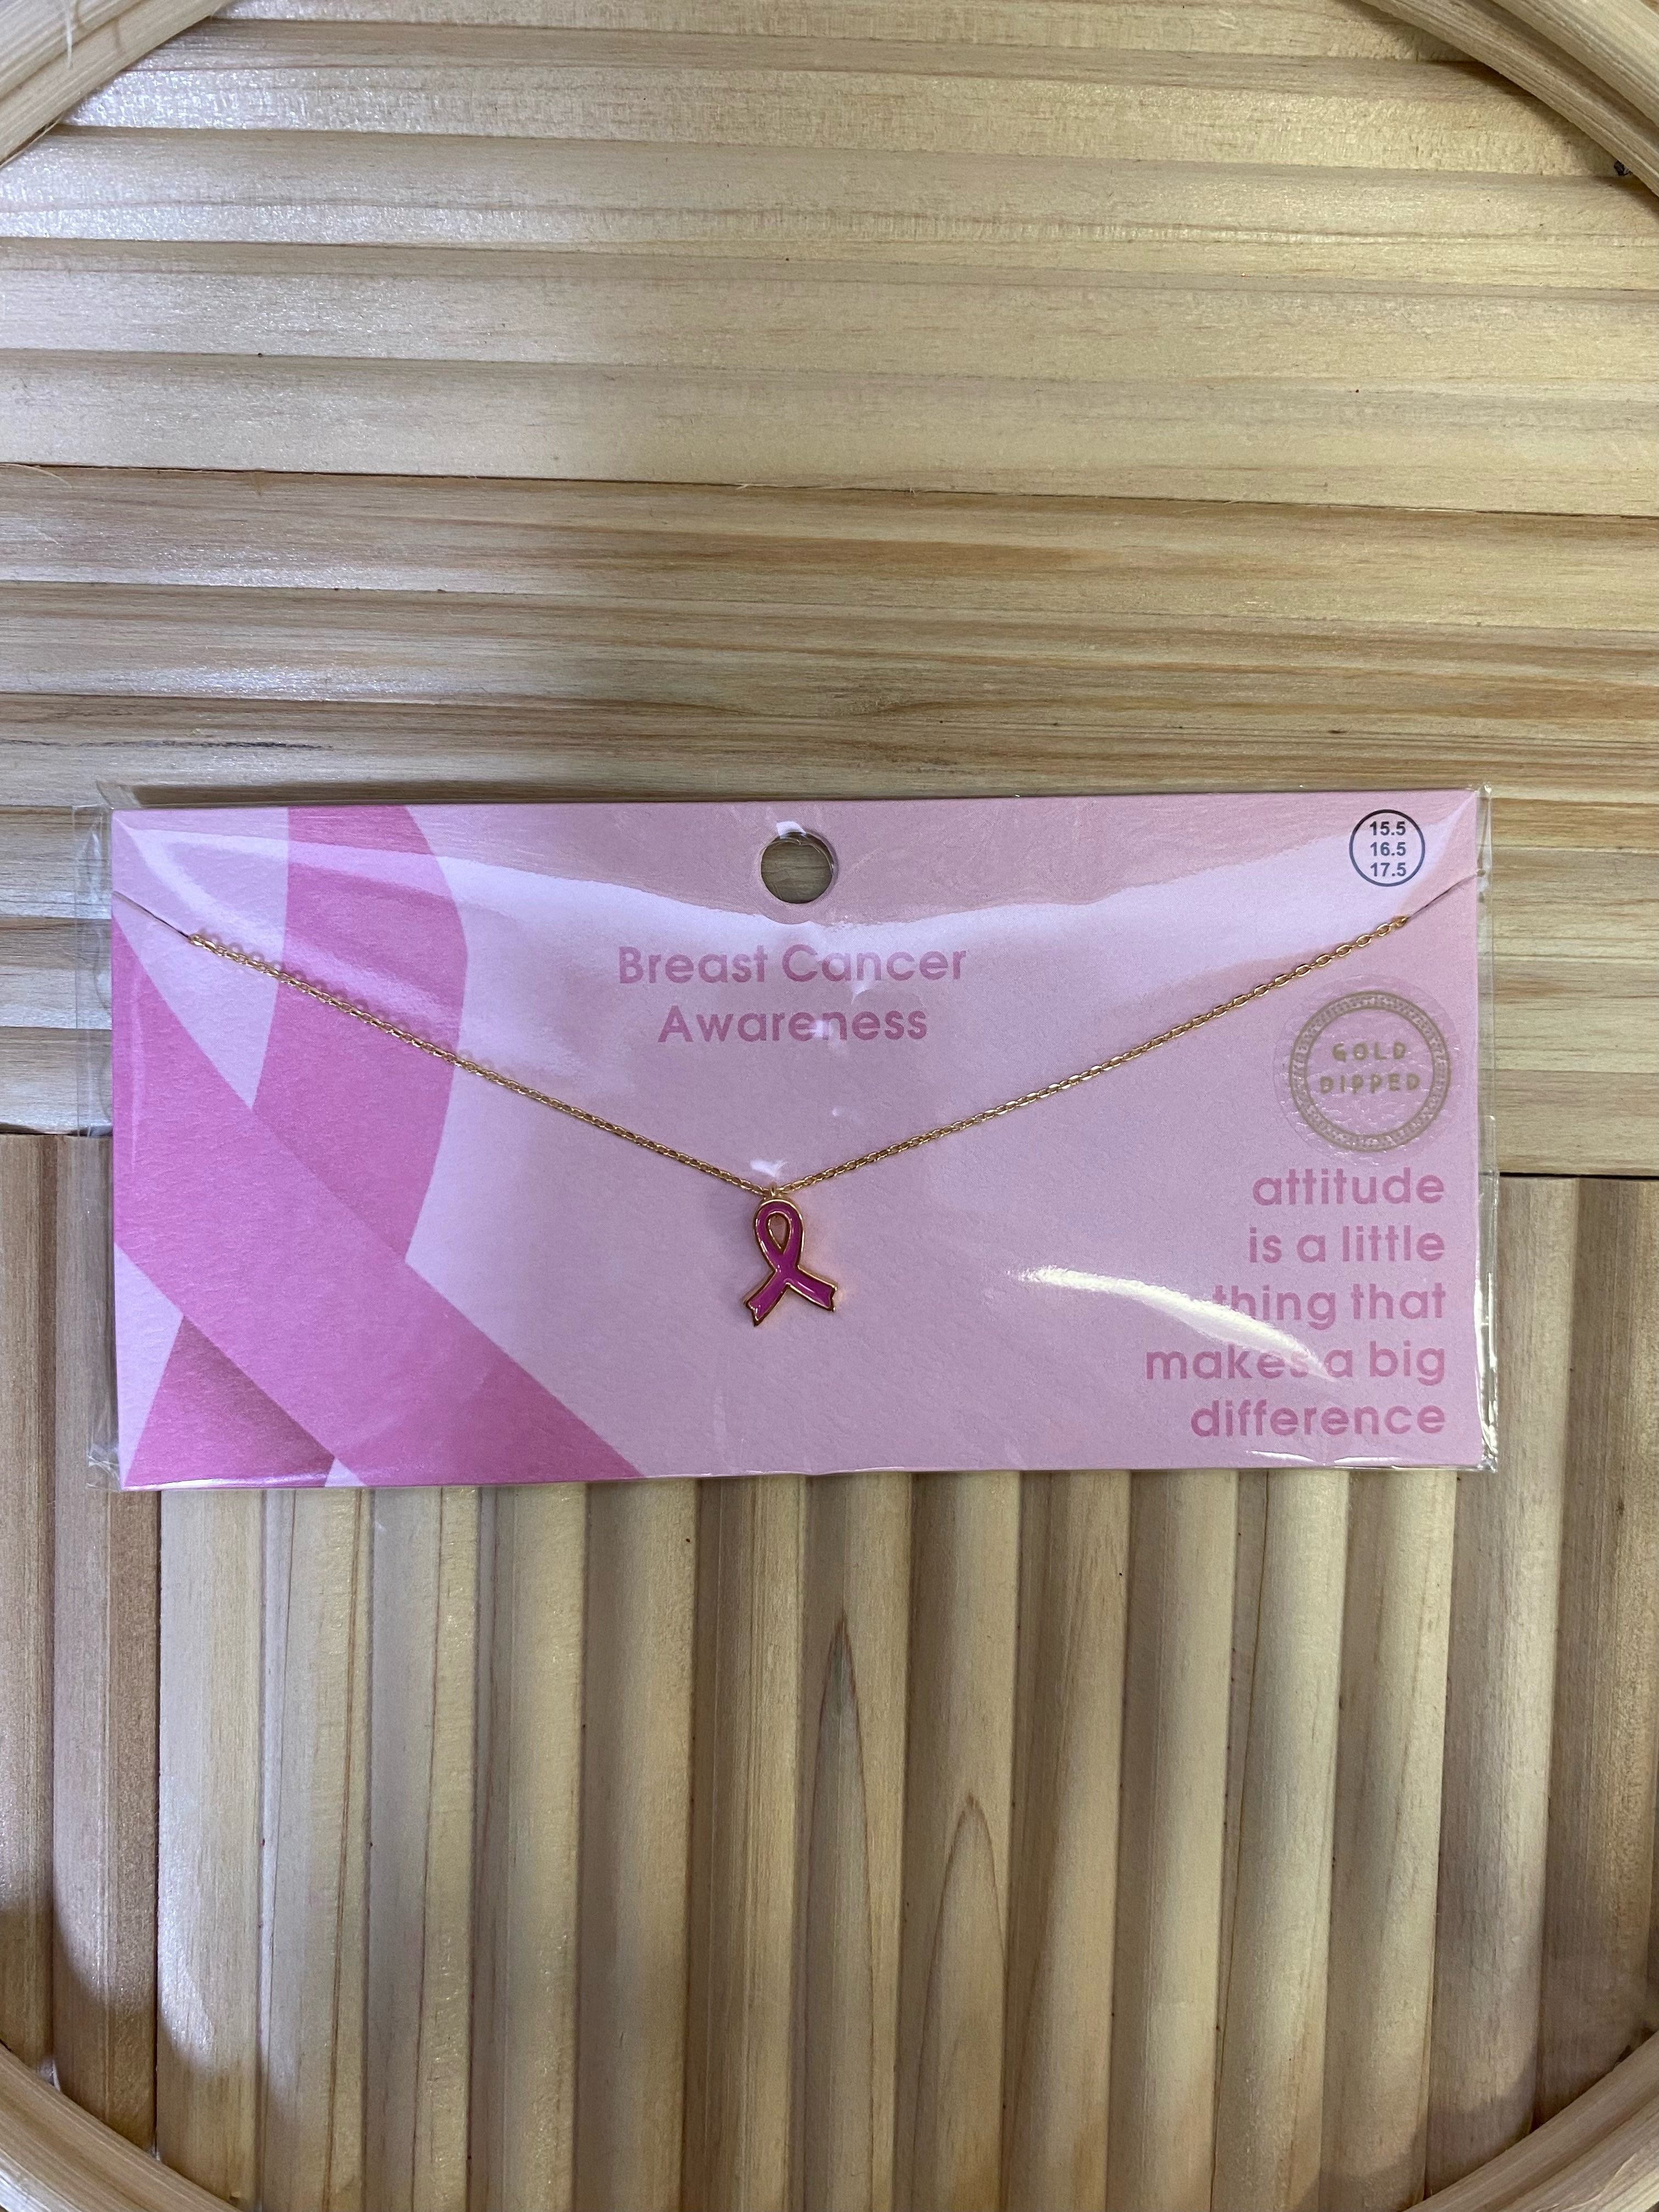 15.5
16.5
17.5
Breast Cancer
Awareness
GOLD
DIPPED
attitude
is a little
thing that
makes a big
difference